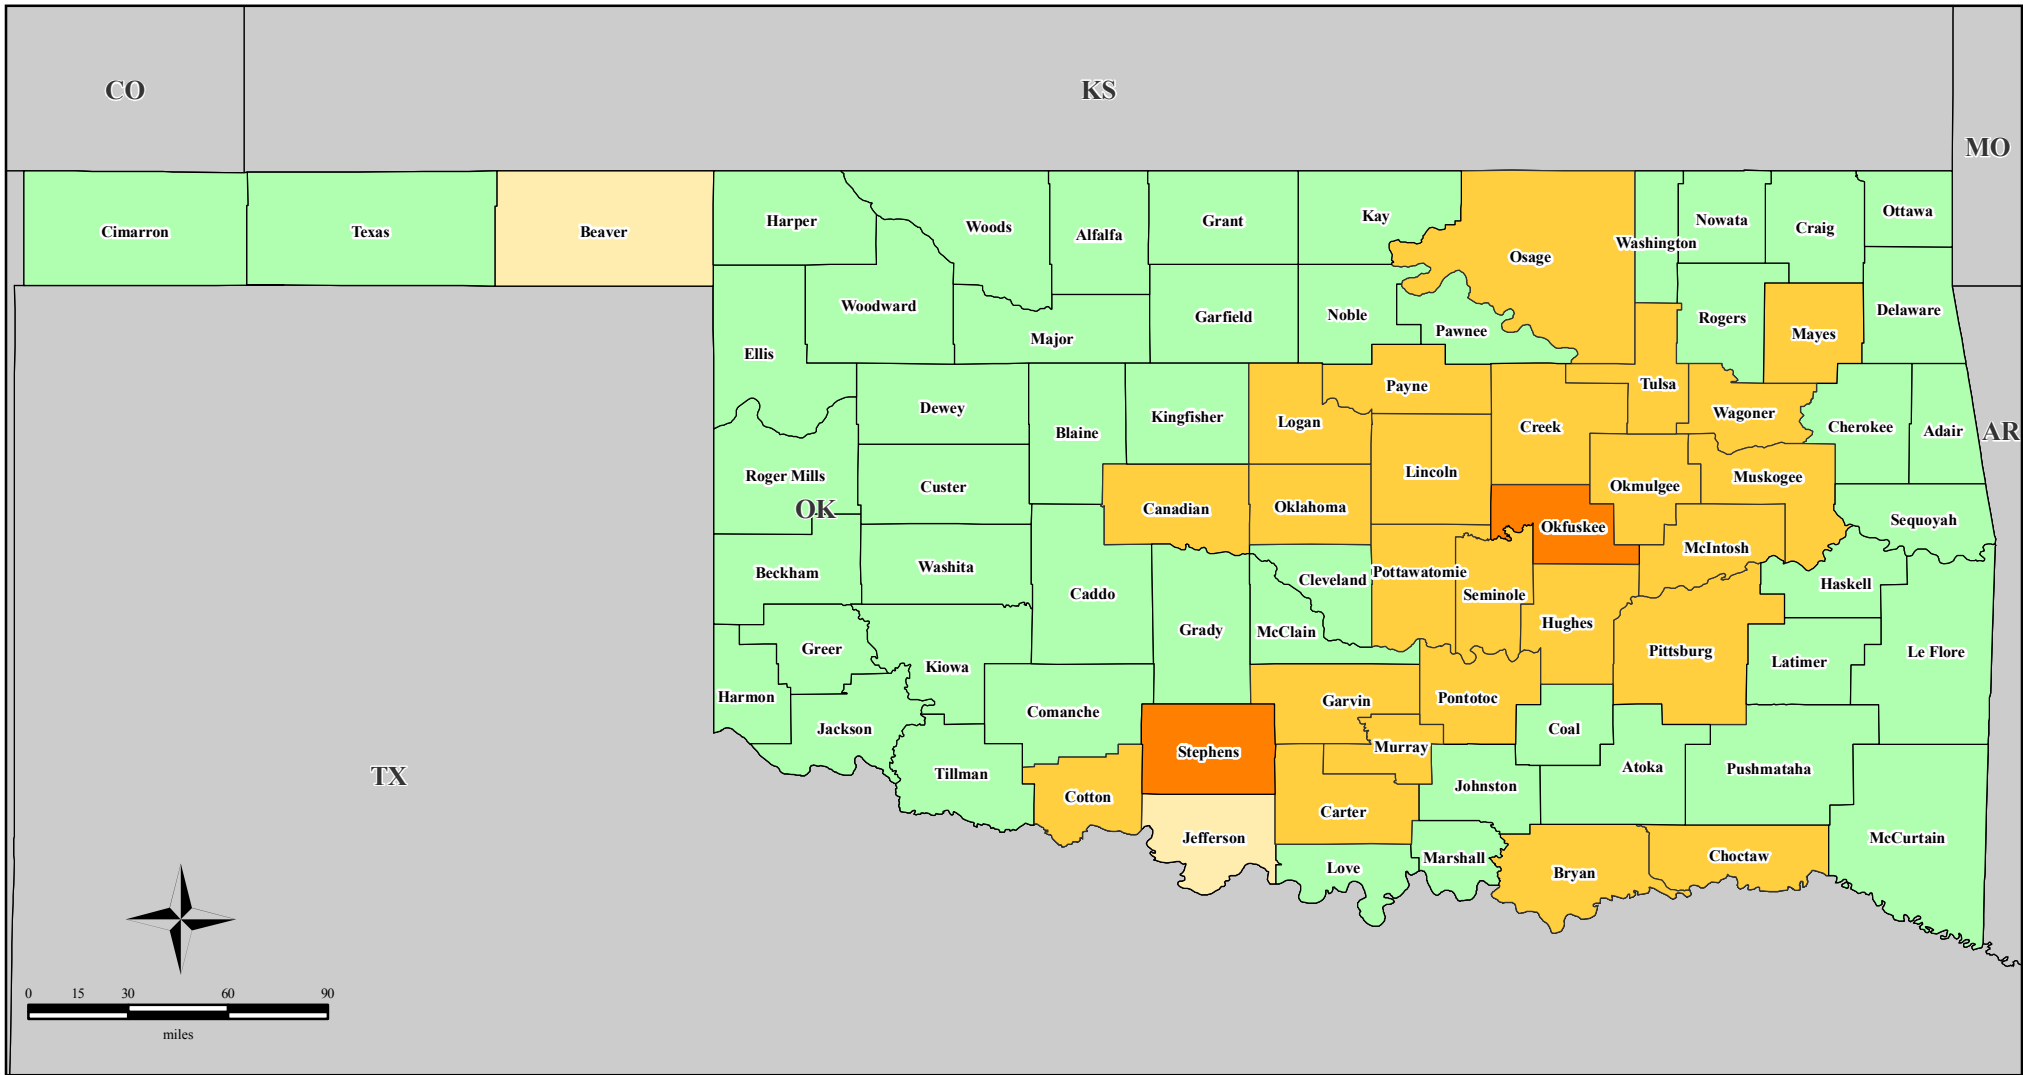 CO
KS
MO
Cimarron
Texas
Beaver
Harper
Woods
Alfalfa
Grant
Kay
Osage
Washington
Nowata
Craig
Ottawa
Woodward
Ellis
Major
Garfield
Noble
Pawnee
Rogers
Mayes
Delaware
Dewey
Blaine
Kingfisher
Logan
Payne
Creek
Tulsa
Wagoner
Cherokee
Adair
AR
Roger Mills
OK
Custer
Canadian
Oklahoma
Lincoln
Okmulgee
Muskogee
Okfuskee
Sequoyah
McIntosh
Beckham
Washita
Caddo
Cleveland
Pottawatomie
Seminole
Haskell
Grady
McClain
Hughes
Greer
Kiowa
Pittsburg
Latimer
Le Flore
Harmon
Jackson
Comanche
Garvin
Pontotoc
Coal
Stephens
Murray
TX
Tillman
Cotton
Johnston
Atoka
Pushmataha
Carter
Jefferson
McCurtain
Love
Marshall
Bryan
Choctaw
0 15 30 60 90
miles